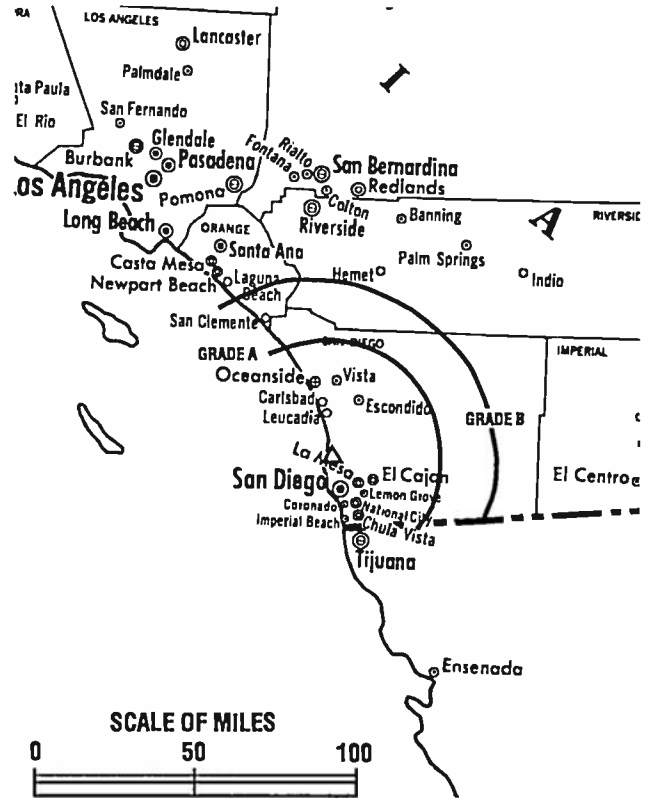 RA
LOS ANGELES
Lancaster
Palmdale
ta Paula
San Fernando
El Rio
I
Glendale
Burbank
Pasadena
Rialto
Fontana
San Bernardina
os Angeles
Pomona
Redlands
Colton
Long Beach
ORANGE
Riverside
Banning
A
RIVERSID
Santa Ana
Casta Mesa
Palm Springs
Newpart Beach
Laguna
Beach
Hemet
Indio
San Clemente
SAN DIEGO
GRADE A
IMPERIAL
Oceanside
Vista
Carlsbad
Escondido
Leucadia
GRADE B
La Mesa
El Cajon
El Centro
San Diego
Lemon Grove
Coronado
National City
Imperial Beach
Chula Vista
Tijuana
Ensenada
SCALE OF MILES
0 50 100